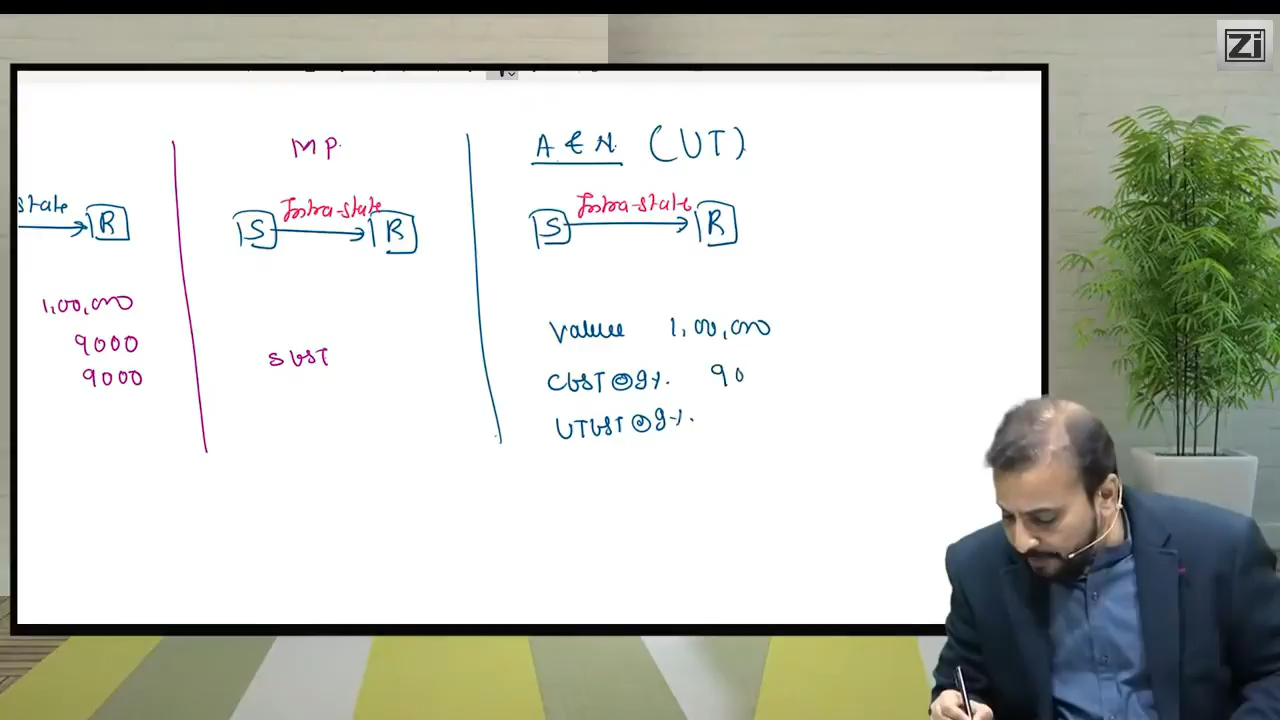 Zi
MP.
A & N. (UT)
state
R
Intra-state
S
R
Intra-state
S
R
1,00,000
9000
9000
SGST
Value 1,00,000
CGST @ 9%. 90
UTGST @ 9%.